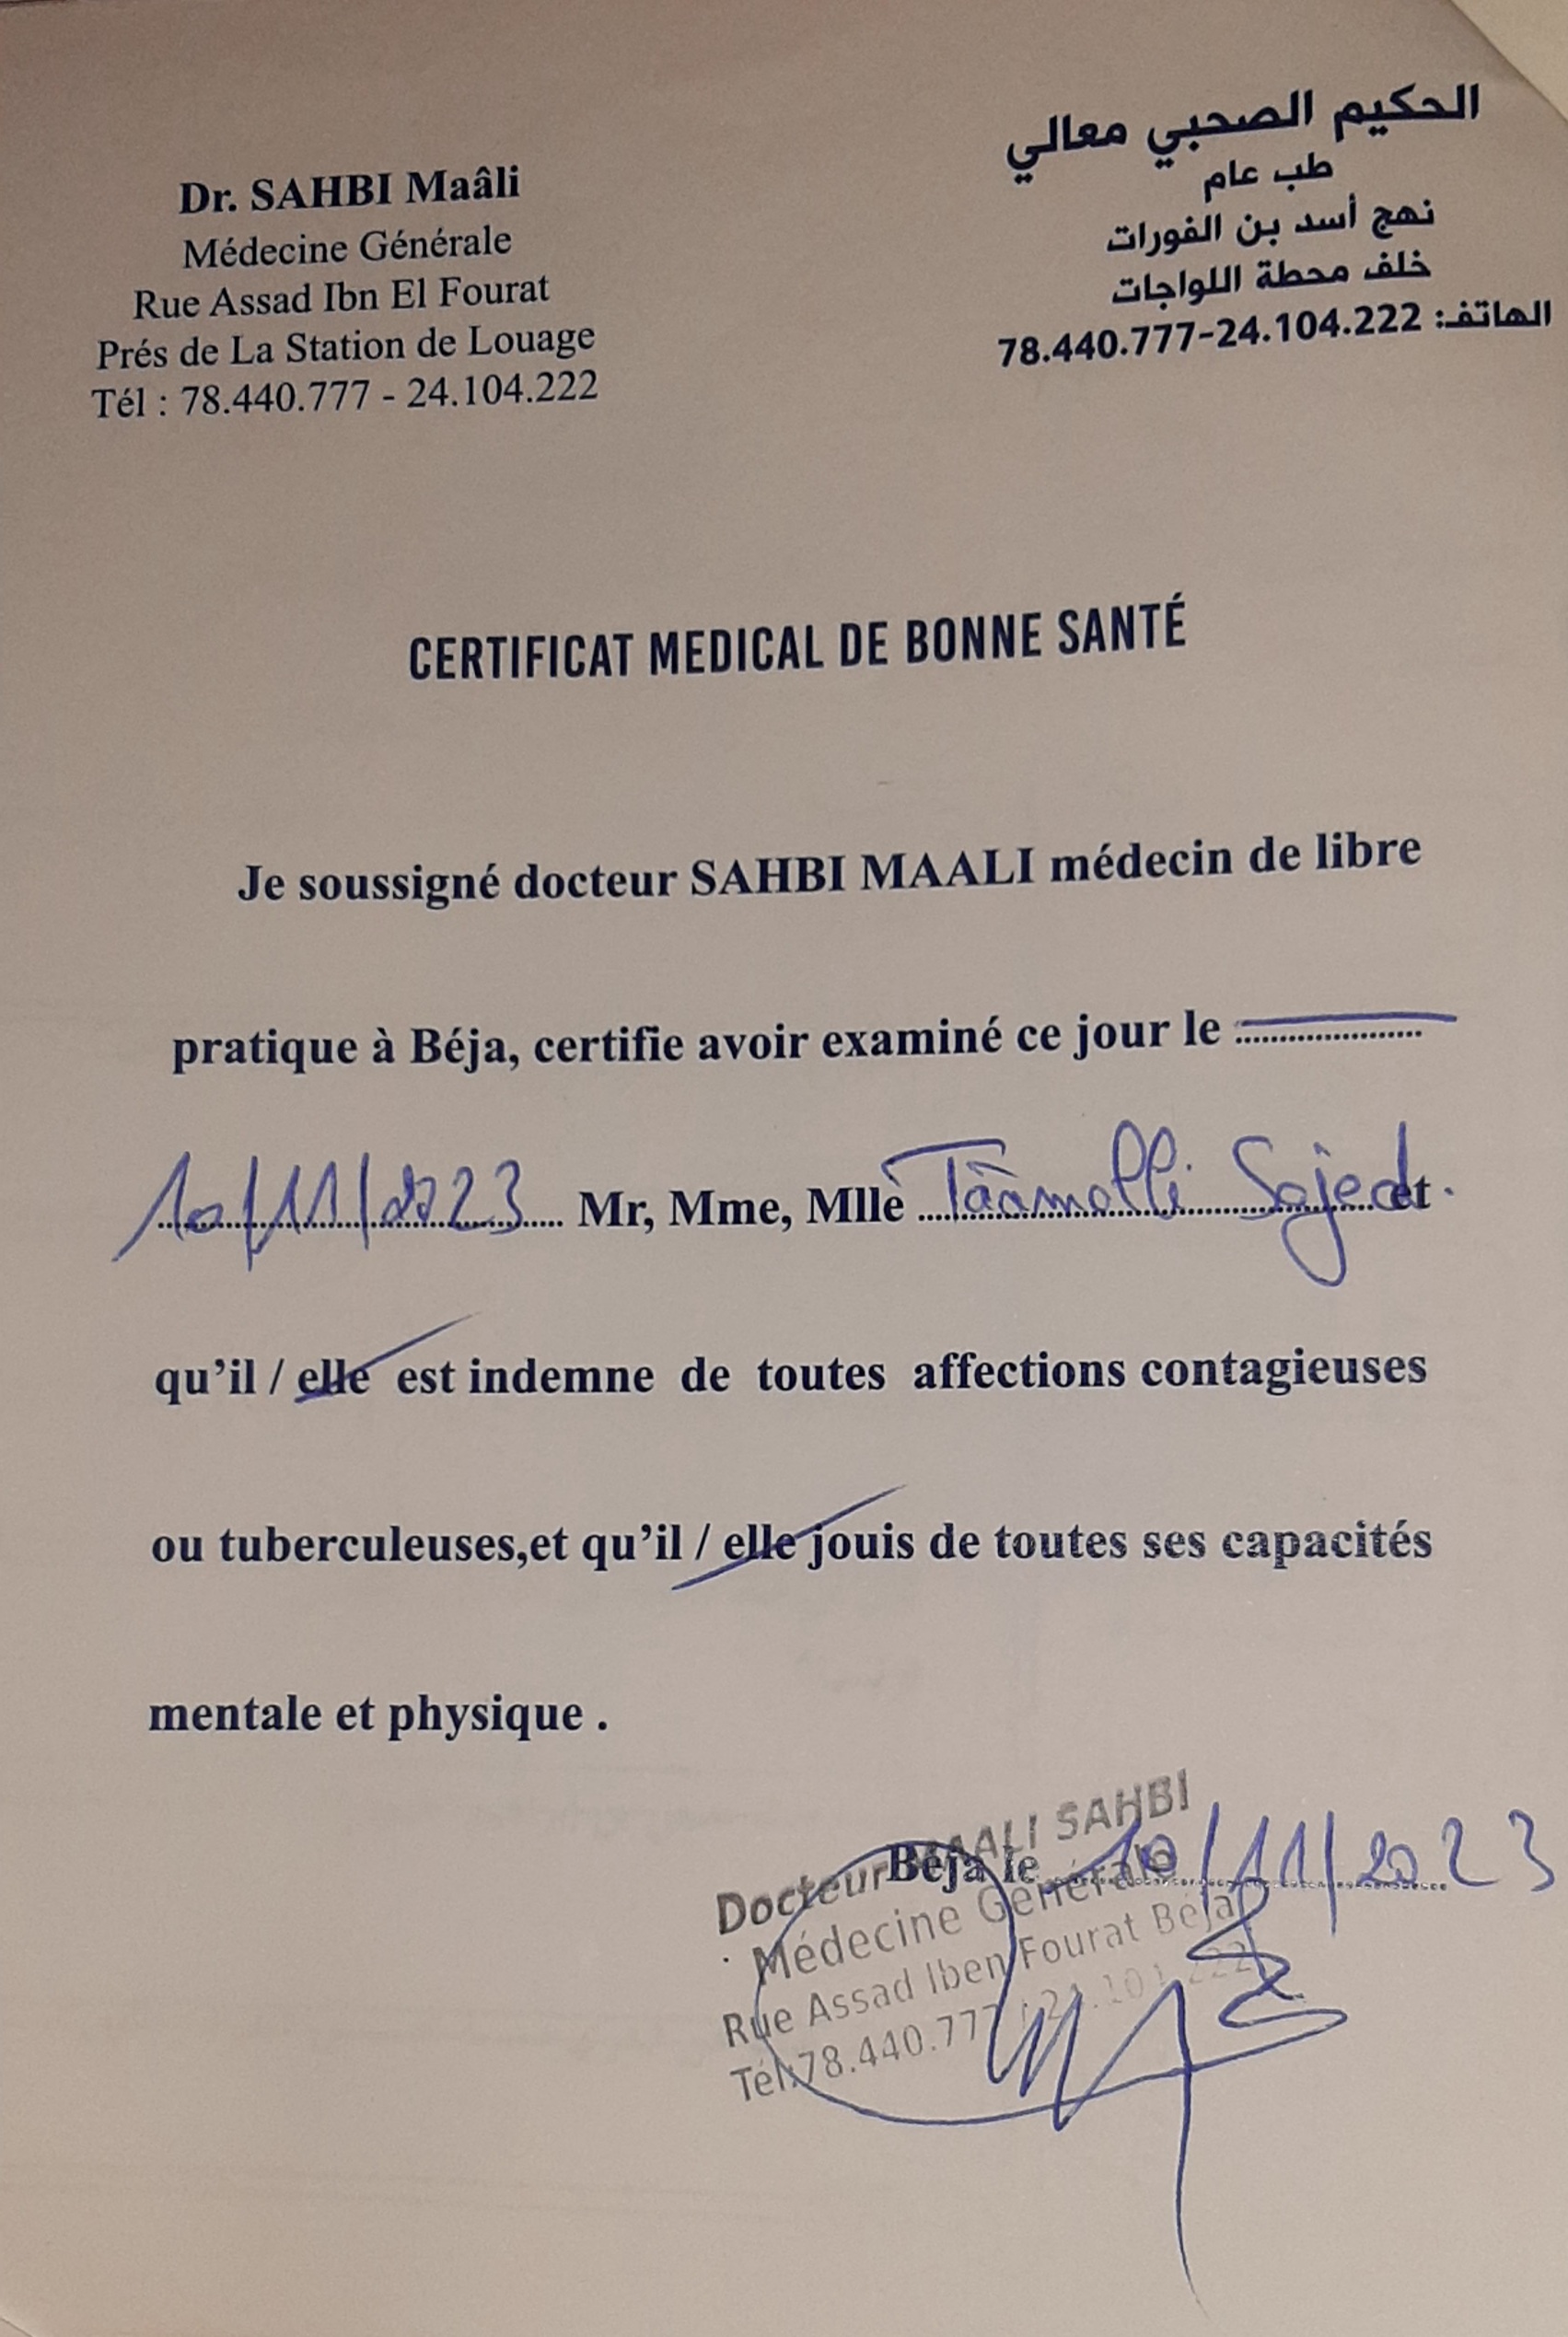 Dr. SAHBI Maâli
Médecine Générale
Rue Assad Ibn El Fourat
Prés de La Station de Louage
Tél : 78.440.777 - 24.104.222
الحكيم الصحبي معالي
طب عام
نهج أسد بن الفورات
خلف محطة اللواجات
الهاتف: 78.440.777-24.104.222
CERTIFICAT MEDICAL DE BONNE SANTÉ
Je soussigné docteur SAHBI MAALI médecin de libre
pratique à Béja, certifie avoir examiné ce jour le ....................
10/11/2023 Mr, Mme, Mlle Taamolli Sajed et
qu'il / elle est indemne de toutes affections contagieuses
ou tuberculeuses,et qu'il / elle jouis de toutes ses capacités
mentale et physique .
Béja le 10/11/2023
Docteur MAALI SAHBI
Médecine Générale
Rue Assad Iben Fourat Béja
Tél:78.440.777 / 24.104.222